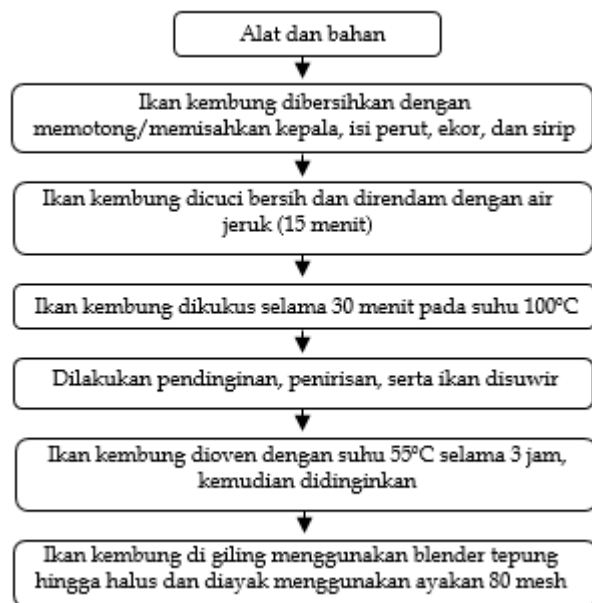 Alat dan bahan
Ikan kembung dibersihkan dengan
memotong/memisahkan kepala, isi perut, ekor, dan sirip
Ikan kembung dicuci bersih dan direndam dengan air
jeruk (15 menit)
Ikan kembung dikukus selama 30 menit pada suhu 100°C
Dilakukan pendinginan, penirisan, serta ikan disuwir
Ikan kembung dioven dengan suhu 55°C selama 3 jam,
kemudian didinginkan
Ikan kembung di giling menggunakan blender tepung
hingga halus dan diayak menggunakan ayakan 80 mesh